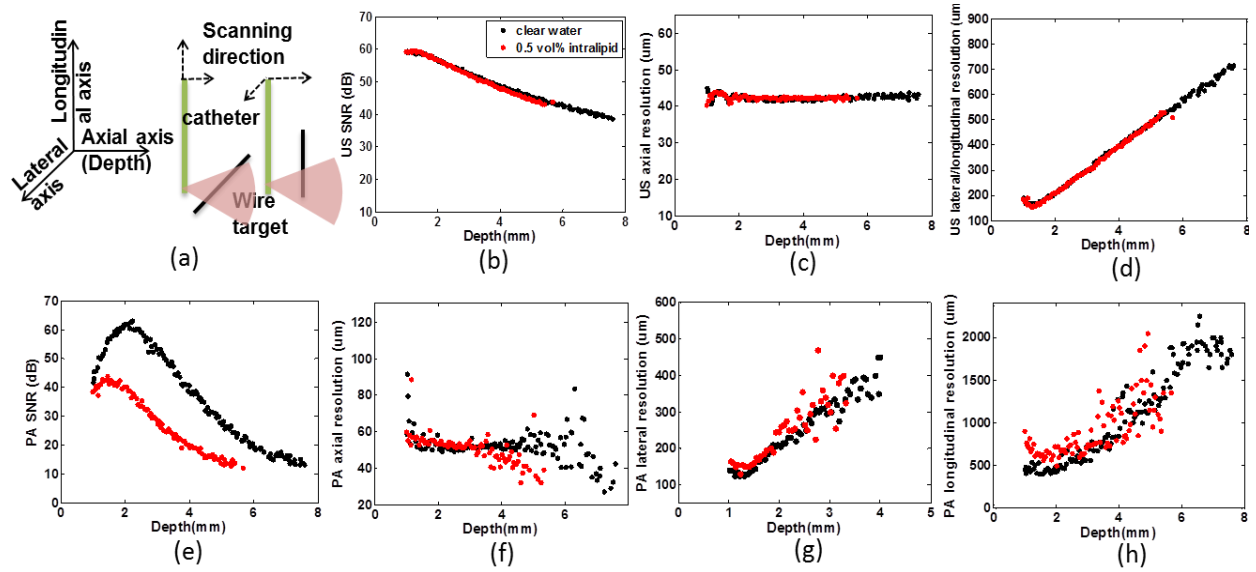 Longitudin
al axis
Lateral
axis
Axial axis
(Depth)
Scanning
direction
catheter
Wire
target
(a)
US SNR (dB)
70
60
50
40
30
20
10
0 2 4 6 8
Depth(mm)
clear water
0.5 vol% intralipid
(b)
US axial resolution (um)
60
50
40
30
20
10
0 2 4 6 8
Depth(mm)
(c)
US lateral/longitudinal resolution (um)
900
800
700
600
500
400
300
200
100
0 2 4 6 8
Depth(mm)
(d)
PA SNR (dB)
70
60
50
40
30
20
10
0
0 2 4 6 8
Depth(mm)
(e)
PA axial resolution (um)
120
100
80
60
40
20
0 2 4 6 8
Depth(mm)
(f)
PA lateral resolution (um)
600
500
400
300
200
100
0 1 2 3 4 5
Depth(mm)
(g)
PA longitudinal resolution (um)
2000
1500
1000
500
0
0 2 4 6 8
Depth(mm)
(h)